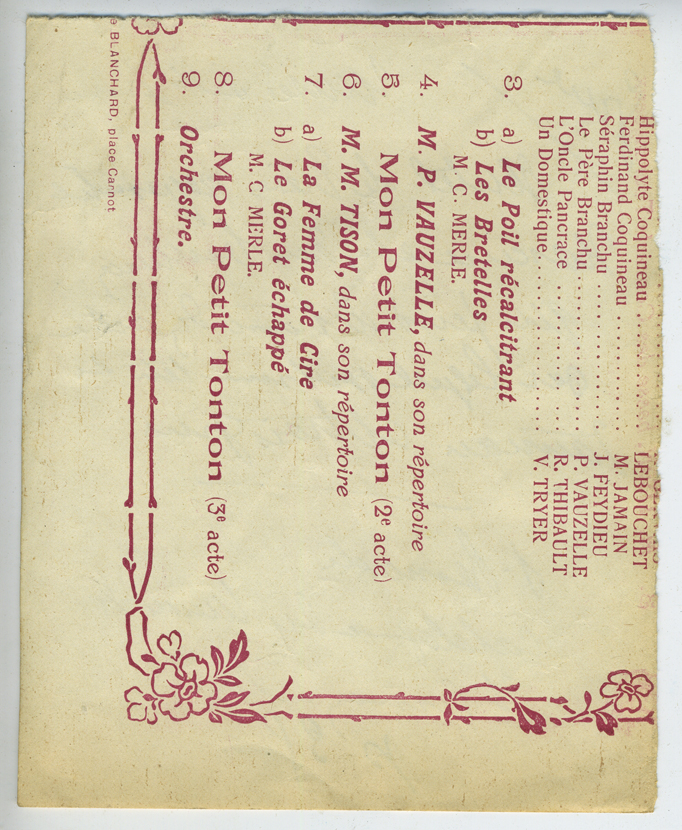 Hippolyte Coquineau . . . . . . . LEBOUCHET
Ferdinand Coquineau . . . . . . . M. JAMAIN
Séraphin Branchu . . . . . . . . . J. FEYDIEU
Le Père Branchu . . . . . . . . . . P. VAUZELLE
L'Oncle Pancrace . . . . . . . . . R. THIBAULT
Un Domestique . . . . . . . . . . . V. TRYER
3. a) Le Poil récalcitrant
b) Les Bretelles
M. C. MERLE.
4. M. P. VAUZELLE, dans son répertoire
5. Mon Petit Tonton (2e acte)
6. M. M. TISON, dans son répertoire
7. a) La Femme de Cire
b) Le Goret échappé
M. C MERLE.
8. Mon Petit Tonton (3e acte)
9. Orchestre.
BLANCHARD, place Carnot